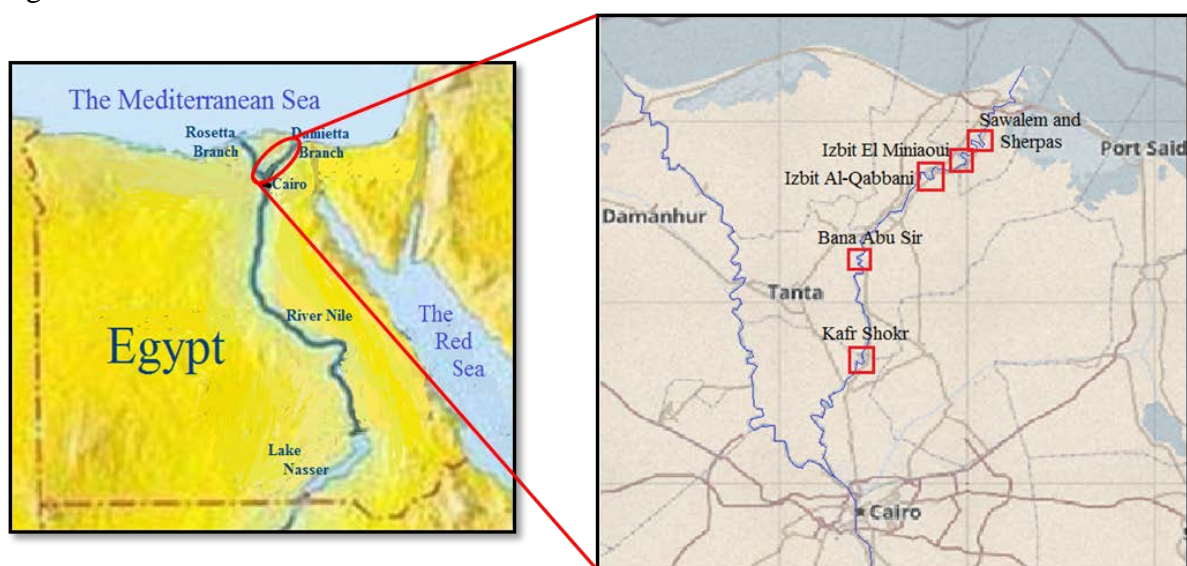 The Mediterranean Sea
Rosetta
Branch
Damietta
Branch
Cairo
River Nile
Egypt
The
Red
Sea
Lake
Nasser
Sawalem and
Sherpas
Izbit El Miniaoui
Port Said
Izbit Al-Qabbani
Damanhur
Bana Abu Sir
Tanta
Kafr Shokr
Cairo